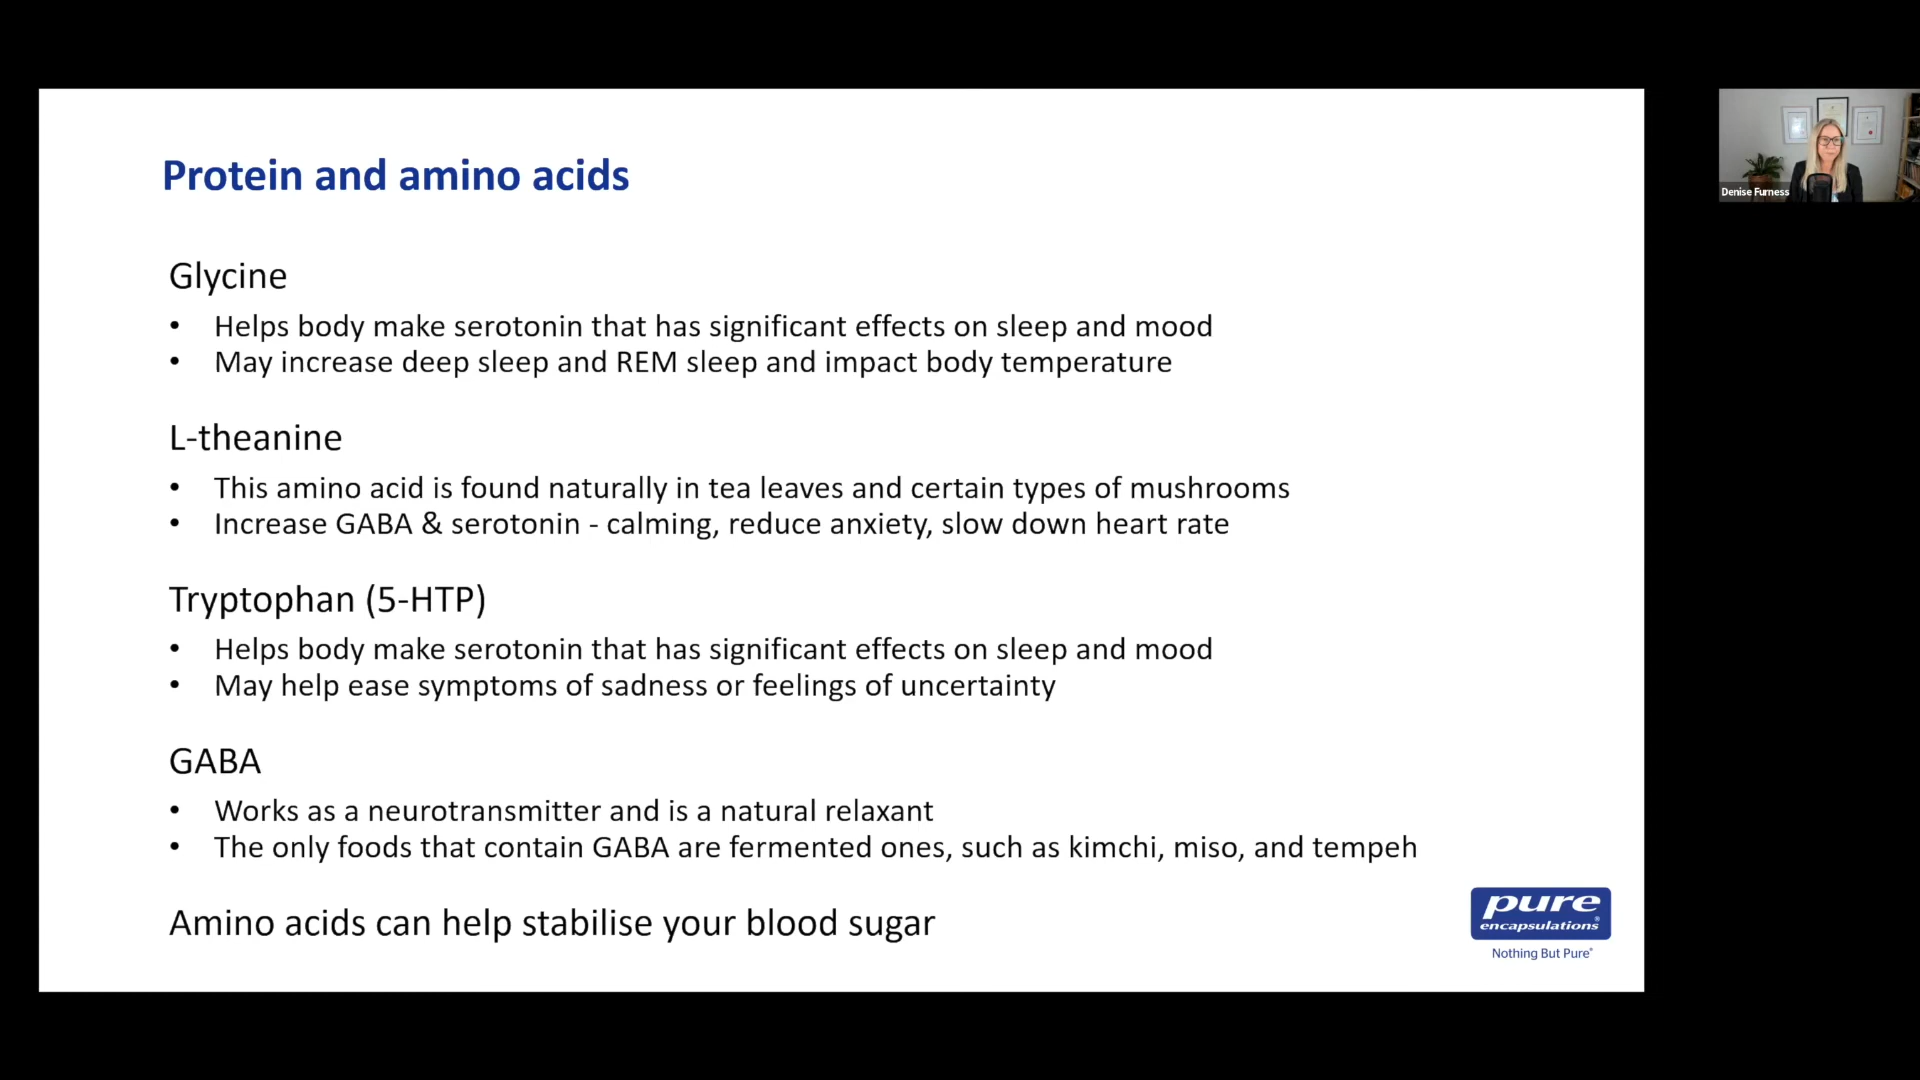 Protein and amino acids
Denise Furness
Glycine
• Helps body make serotonin that has significant effects on sleep and mood
• May increase deep sleep and REM sleep and impact body temperature
L-theanine
• This amino acid is found naturally in tea leaves and certain types of mushrooms
• Increase GABA & serotonin - calming, reduce anxiety, slow down heart rate
Tryptophan (5-HTP)
• Helps body make serotonin that has significant effects on sleep and mood
• May help ease symptoms of sadness or feelings of uncertainty
GABA
• Works as a neurotransmitter and is a natural relaxant
• The only foods that contain GABA are fermented ones, such as kimchi, miso, and tempeh
Amino acids can help stabilise your blood sugar
pure
encapsulations®
Nothing But Pure®